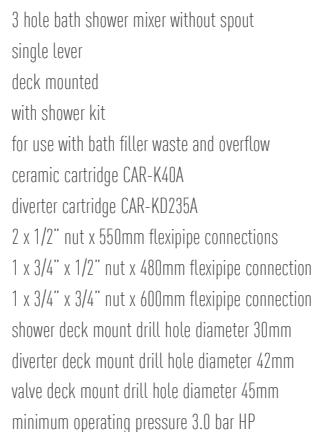 3 hole bath shower mixer without spout
single lever
deck mounted
with shower kit
for use with bath filler waste and overflow
ceramic cartridge CAR-K40A
diverter cartridge CAR-KD235A
2 x 1/2" nut x 550mm flexipipe connections
1 x 3/4" x 1/2" nut x 480mm flexipipe connection
1 x 3/4" x 3/4" nut x 600mm flexipipe connection
shower deck mount drill hole diameter 30mm
diverter deck mount drill hole diameter 42mm
valve deck mount drill hole diameter 45mm
minimum operating pressure 3.0 bar HP